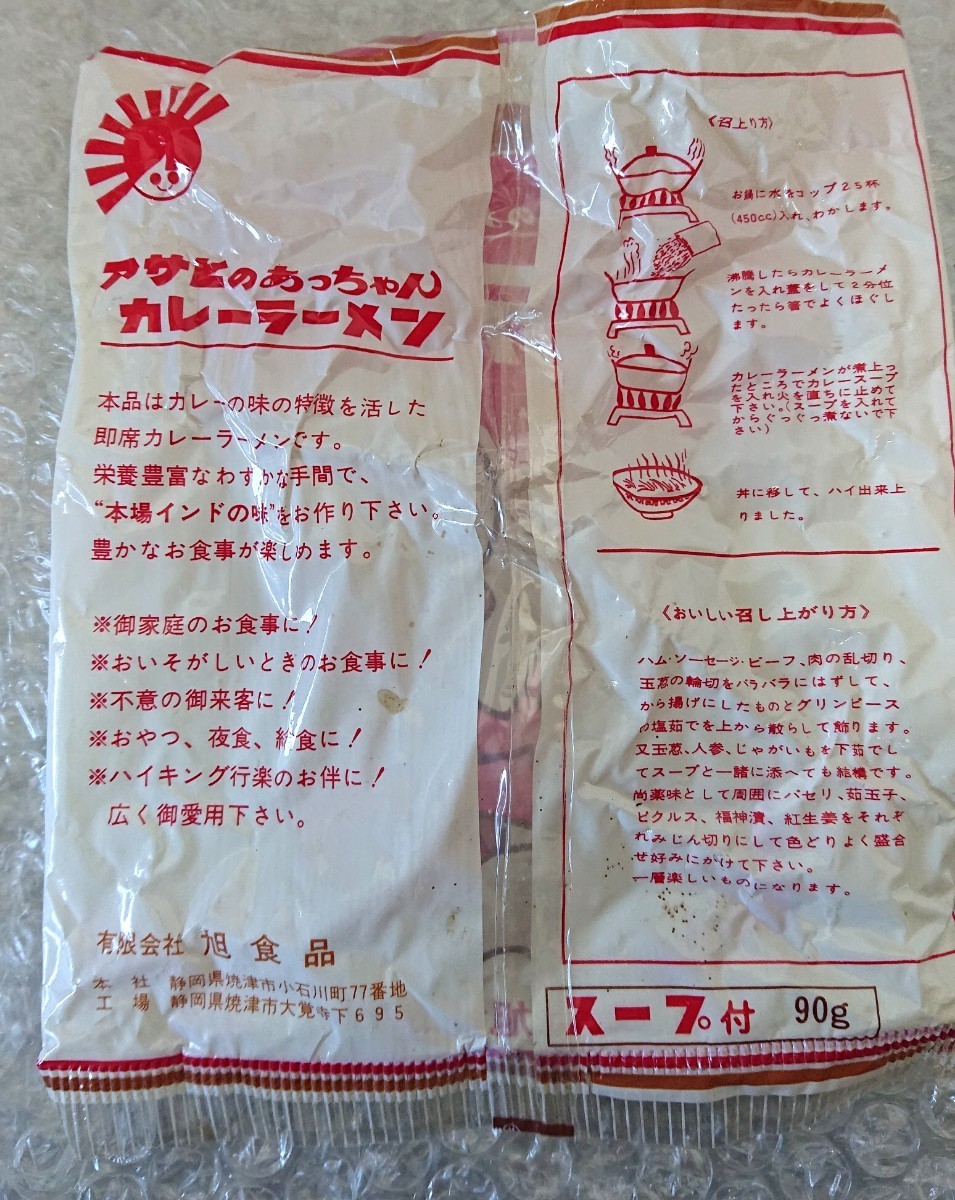 アサヒのあっちゃん
カレーラーメン
本品はカレーの味の特徴を活した
即席カレーラーメンです。
栄養豊富なわずかな手間で、
“本場インドの味”をお作り下さい。
豊かなお食事が楽しめます。
※御家庭のお食事に!
※おいそがしいときのお食事に!
※不意の御来客に!
※おやつ、夜食、給食に!
※ハイキング行楽のお伴に!
広く御愛用下さい。
有限会社 旭食品
本社 静岡県焼津市小石川町77番地
工場 静岡県焼津市大覚寺下695
《召上り方》
お鍋に水をコップ25杯
(450cc)入れ、わかします。
沸騰したらカレーラーメ
ンを入れ蓋をして2分位
たったら箸でよくほぐし
ます。
カレーラーメンが煮上っ
たところでカレースープ
を入れ火を直ちに止めて
下さい。(スープを入れて
からぐっぐっ煮ないで下
さい)
丼に移して、ハイ出来上
りました。
《おいしい召し上がり方》
ハム・ソーセージ・ビーフ、肉の乱切り、
玉葱の輪切をバラバラにはずして、
から揚げにしたものとグリンピース
の塩茹でを上から散らして飾ります。
又玉葱、人参、じゃがいもを下茹でし
てスープと一諸に添へても結構です。
尚薬味として周囲にパセリ、茹玉子、
ピクルス、福神漬、紅生姜をそれぞ
れみじん切りにして色どりよく盛合
せ好みにかけて下さい。
一層楽しいものになります。
スープ付 90g